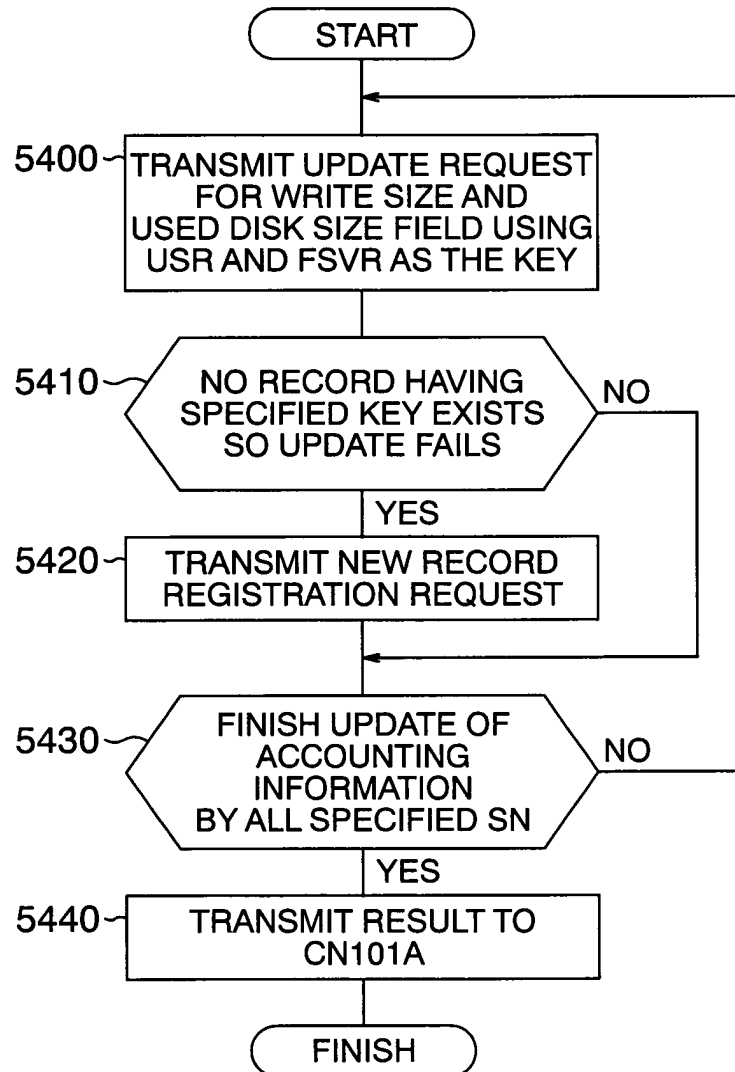 START
5400
TRANSMIT UPDATE REQUEST
FOR WRITE SIZE AND
USED DISK SIZE FIELD USING
USR AND FSVR AS THE KEY
5410
NO RECORD HAVING
SPECIFIED KEY EXISTS
SO UPDATE FAILS
NO
YES
5420
TRANSMIT NEW RECORD
REGISTRATION REQUEST
5430
FINISH UPDATE OF
ACCOUNTING
INFORMATION
BY ALL SPECIFIED SN
NO
YES
5440
TRANSMIT RESULT TO
CN101A
FINISH